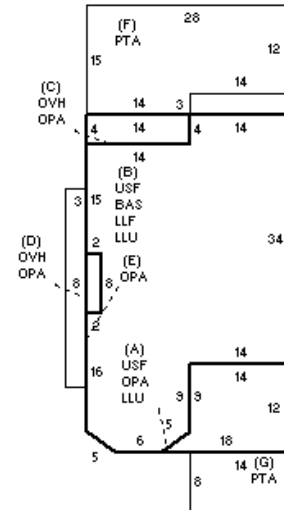 28
(F)
PTA
12
15
(C)
OVH
OPA
14
14
3
14
4
14
4
14
(B)
USF
BAS
LLF
LLU
3
15
2
(E)
OPA
(D)
OVH
OPA
8
8
34
2
(A)
USF
OPA
LLU
14
14
16
9
9
12
5
6
18
5
14
(G)
PTA
8